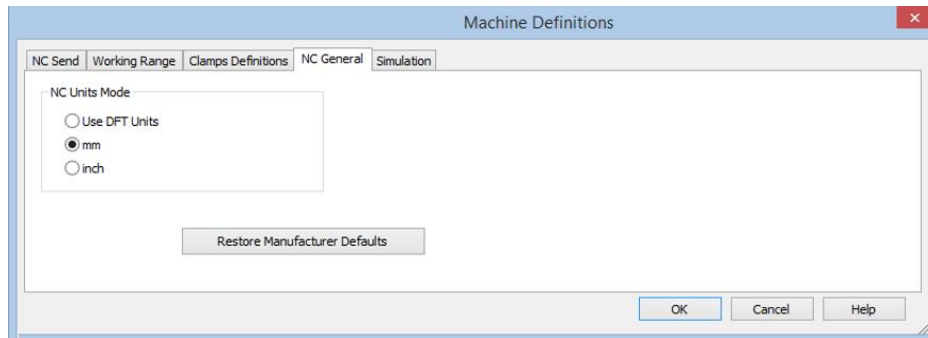 Machine Definitions
NC Send Working Range Clamps Definitions NC General Simulation
NC Units Mode
Use DFT Units
mm
inch
Restore Manufacturer Defaults
OK Cancel Help